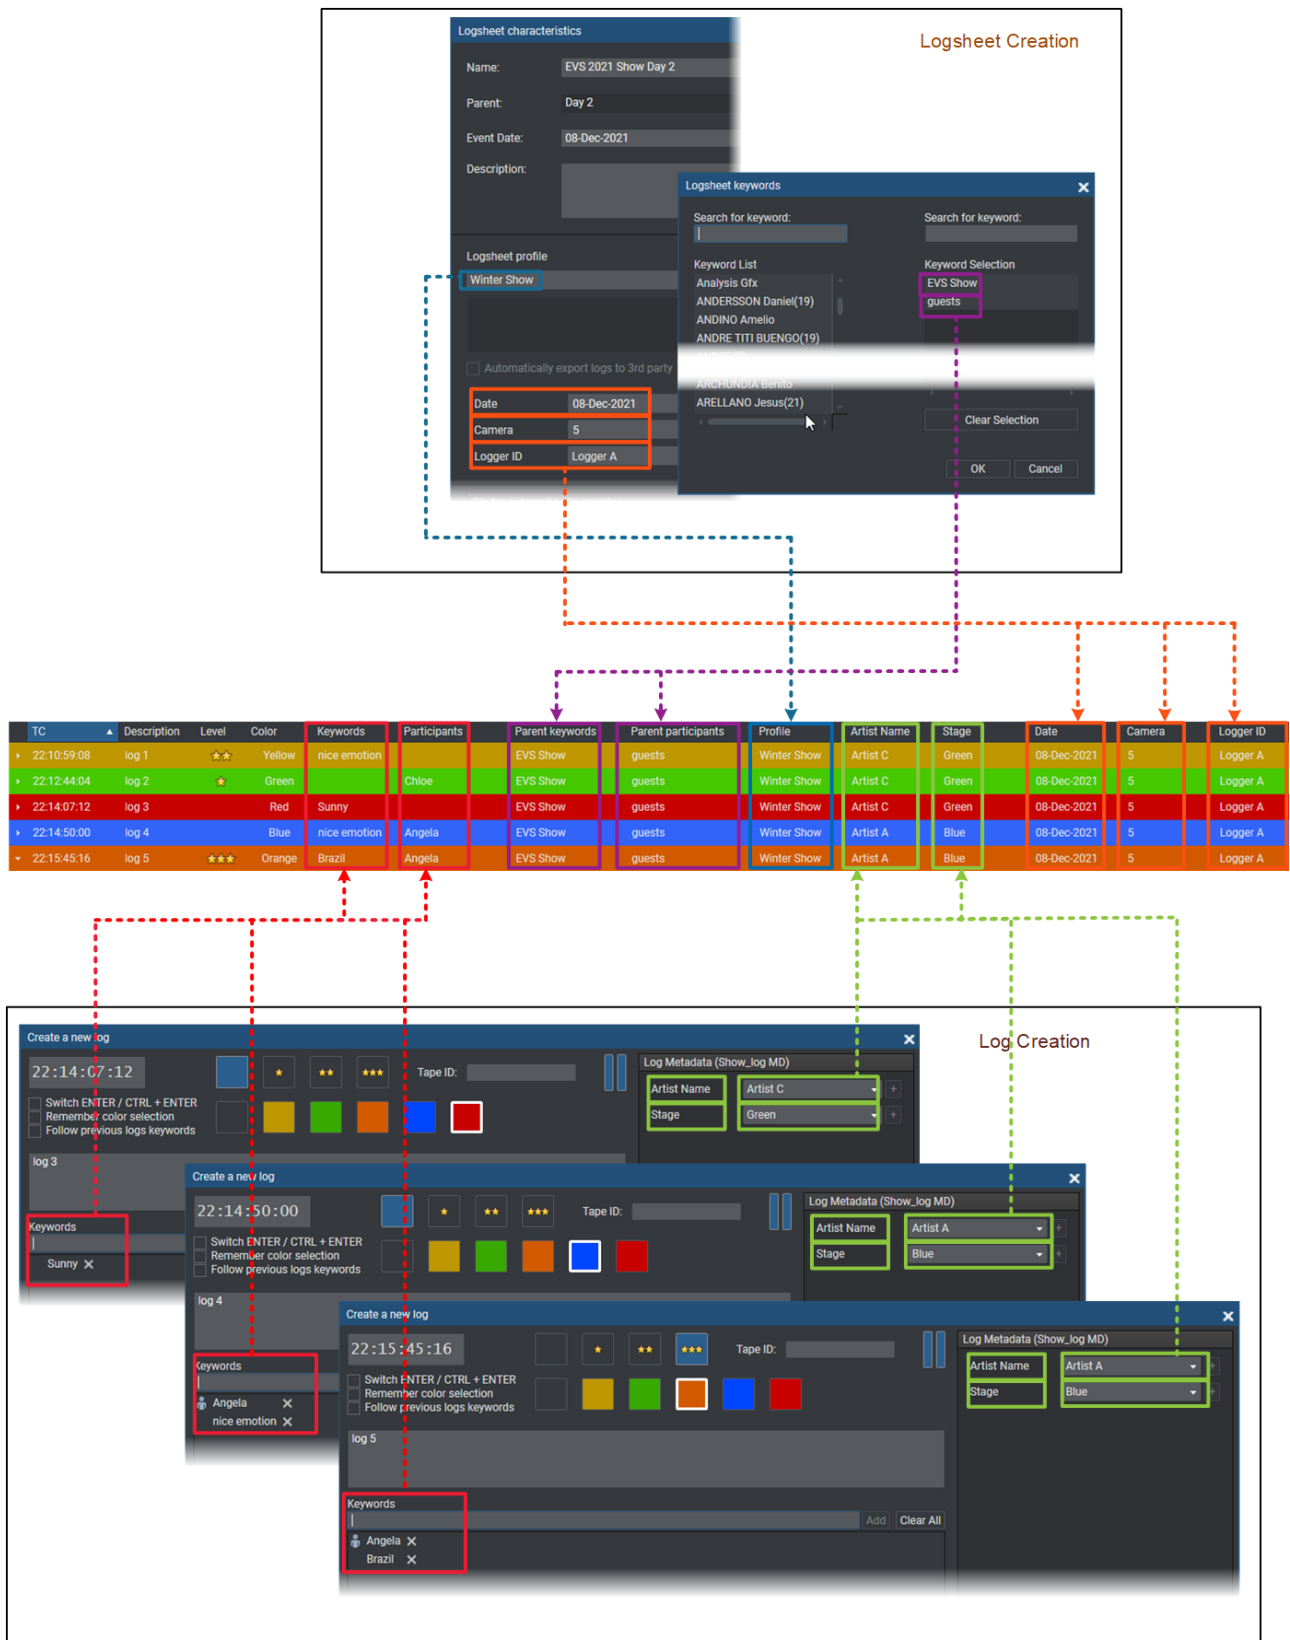 Logsheet Creation
Logsheet characteristics
Name: EVS 2021 Show Day 2
Parent: Day 2
Event Date: 08-Dec-2021
Description:
Logsheet profile
Winter Show
Automatically export logs to 3rd party
Date 08-Dec-2021
Camera 5
Logger ID Logger A
Logsheet keywords
Search for keyword: Search for keyword:
Keyword List Keyword Selection
Analysis Gfx EVS Show
ANDERSSON Daniel(19) guests
ANDINO Amelio
ANDRE TITI BUENGO(19)
ARCHUNDIA Benito
ARELLANO Jesus(21)
Clear Selection
OK Cancel
TC Description Level Color Keywords Participants Parent keywords Parent participants Profile Artist Name Stage Date Camera Logger ID
22:10:59:08 log 1 Yellow nice emotion EVS Show guests Winter Show Artist C Green 08-Dec-2021 5 Logger A
22:12:44:04 log 2 Green Chloe EVS Show guests Winter Show Artist C Green 08-Dec-2021 5 Logger A
22:14:07:12 log 3 Red Sunny EVS Show guests Winter Show Artist C Green 08-Dec-2021 5 Logger A
22:14:50:00 log 4 Blue nice emotion Angela EVS Show guests Winter Show Artist A Blue 08-Dec-2021 5 Logger A
22:15:45:16 log 5 Orange Brazil Angela EVS Show guests Winter Show Artist A Blue 08-Dec-2021 5 Logger A
Log Creation
Create a new log
22:14:07:12 Tape ID:
Switch ENTER / CTRL + ENTER
Remember color selection
Follow previous logs keywords
log 3
Keywords
Sunny
Log Metadata (Show_log MD)
Artist Name Artist C
Stage Green
Create a new log
22:14:50:00 Tape ID:
Switch ENTER / CTRL + ENTER
Remember color selection
Follow previous logs keywords
log 4
Keywords
Angela
nice emotion
Log Metadata (Show_log MD)
Artist Name Artist A
Stage Blue
Create a new log
22:15:45:16 Tape ID:
Switch ENTER / CTRL + ENTER
Remember color selection
Follow previous logs keywords
log 5
Keywords
Add Clear All
Angela
Brazil
Log Metadata (Show_log MD)
Artist Name Artist A
Stage Blue